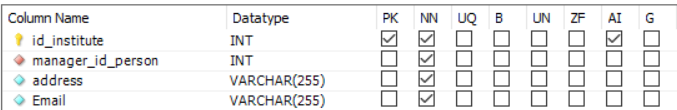 Column Name Datatype PK NN UQ B UN ZF AI G
id_institute INT
manager_id_person INT
address VARCHAR(255)
Email VARCHAR(255)